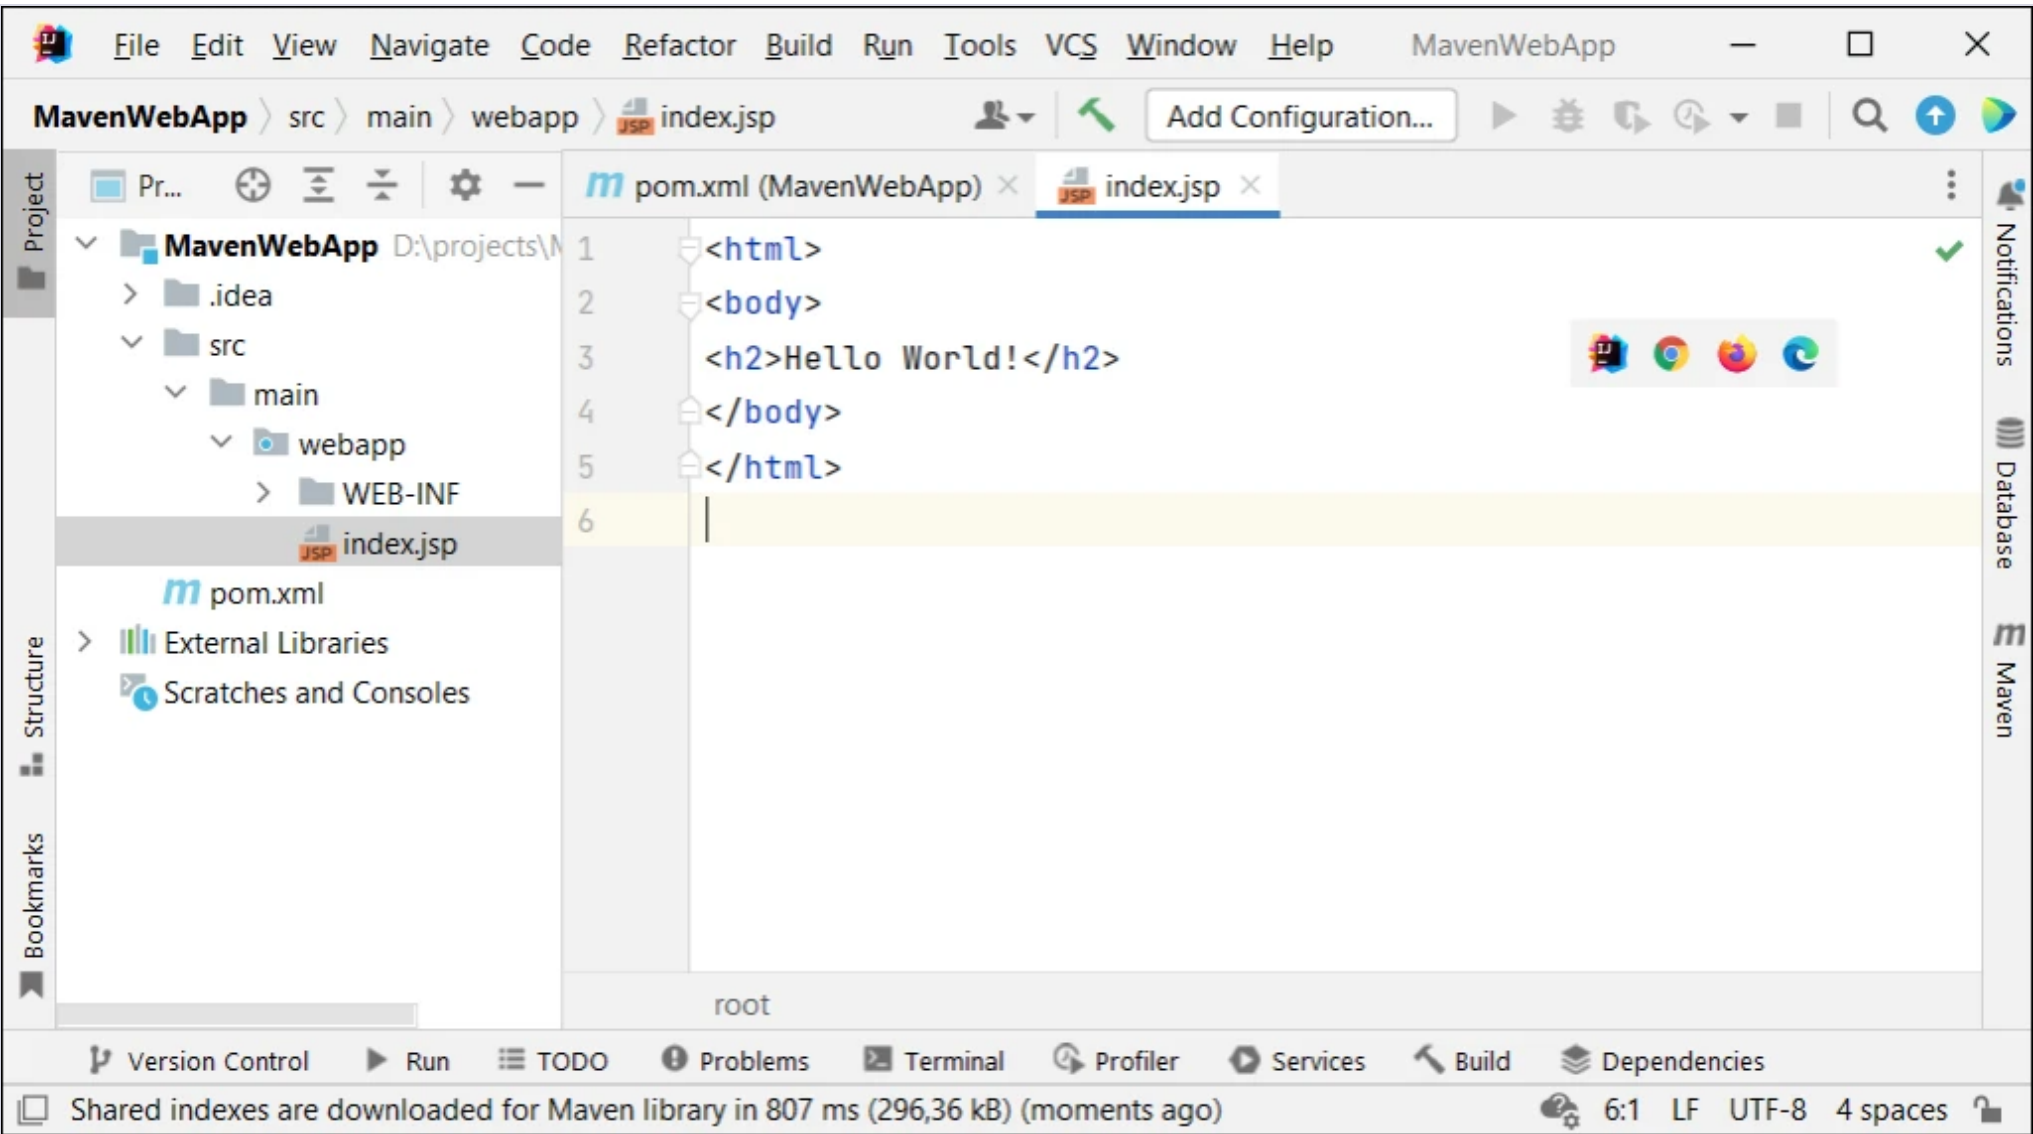 File Edit View Navigate Code Refactor Build Run Tools VCS Window Help MavenWebApp
MavenWebApp src main webapp index.jsp Add Configuration...
Project
Structure
Bookmarks
Pr...
MavenWebApp D:\projects\
.idea
src
main
webapp
WEB-INF
index.jsp
pom.xml
External Libraries
Scratches and Consoles
pom.xml (MavenWebApp) index.jsp
1 <html>
2 <body>
3 <h2>Hello World!</h2>
4 </body>
5 </html>
6
root
Notifications
Database
Maven
Version Control Run TODO Problems Terminal Profiler Services Build Dependencies
Shared indexes are downloaded for Maven library in 807 ms (296,36 kB) (moments ago) 6:1 LF UTF-8 4 spaces